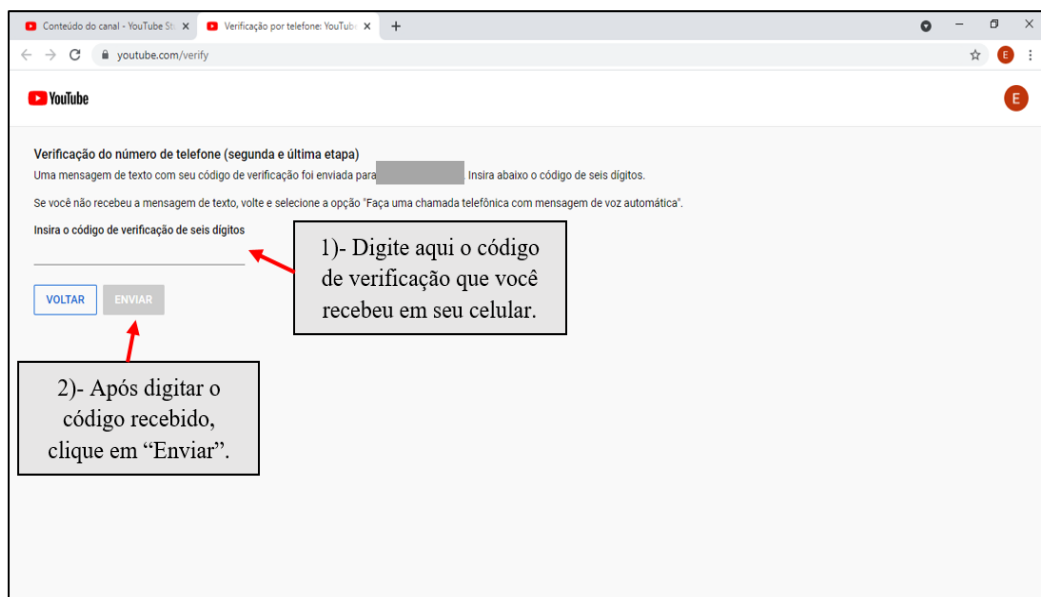 Conteúdo do canal - YouTube St
Verificação por telefone: YouTub
youtube.com/verify
E
YouTube
E
Verificação do número de telefone (segunda e última etapa)
Uma mensagem de texto com seu código de verificação foi enviada para Insira abaixo o código de seis dígitos.
Se você não recebeu a mensagem de texto, volte e selecione a opção "Faça uma chamada telefônica com mensagem de voz automática".
Insira o código de verificação de seis dígitos
1)- Digite aqui o código
de verificação que você
recebeu em seu celular.
VOLTAR
ENVIAR
2)- Após digitar o
código recebido,
clique em “Enviar”.